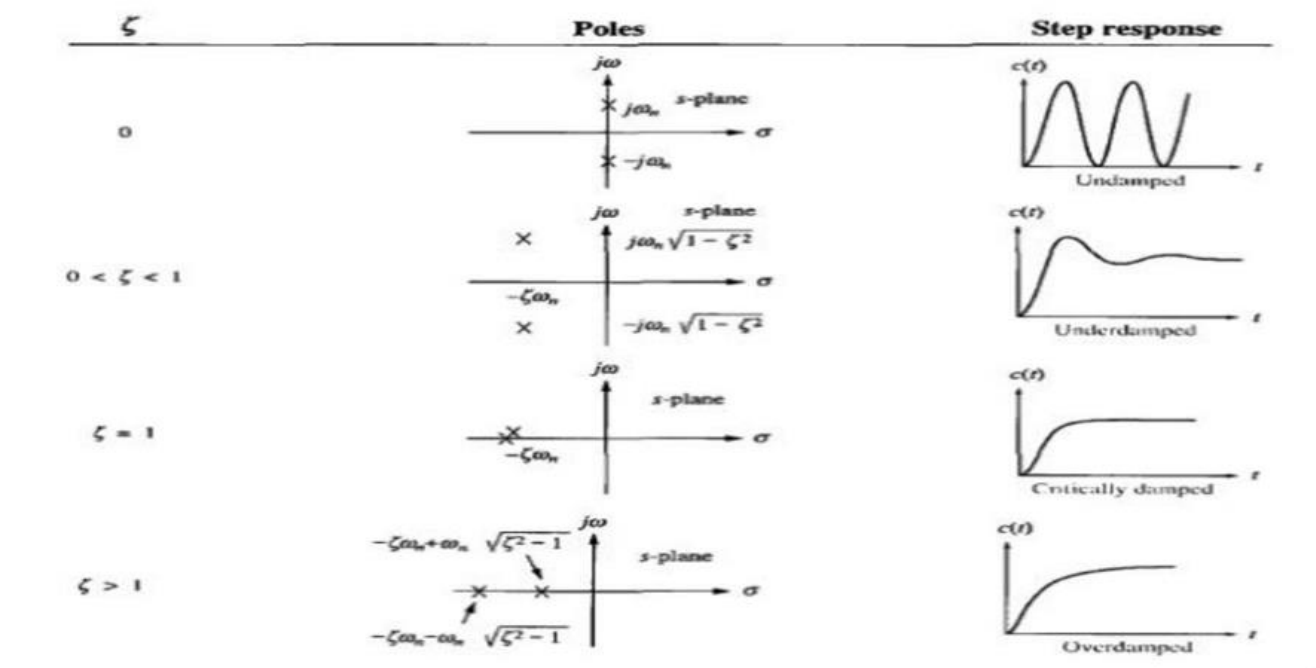 ζ Poles Step response
jω c(t)
jωₙ s-plane
0 σ
−jωₙ t
Undamped
jω s-plane c(t)
jωₙ √1 − ζ²
0 < ζ < 1 σ
−ζωₙ
−jωₙ √1 − ζ² t
Underdamped
jω c(t)
s-plane
ζ = 1 σ
−ζωₙ t
Critically damped
jω c(t)
−ζωₙ+ωₙ √ζ² − 1
s-plane
ζ > 1 σ
−ζωₙ−ωₙ √ζ² − 1 t
Overdamped